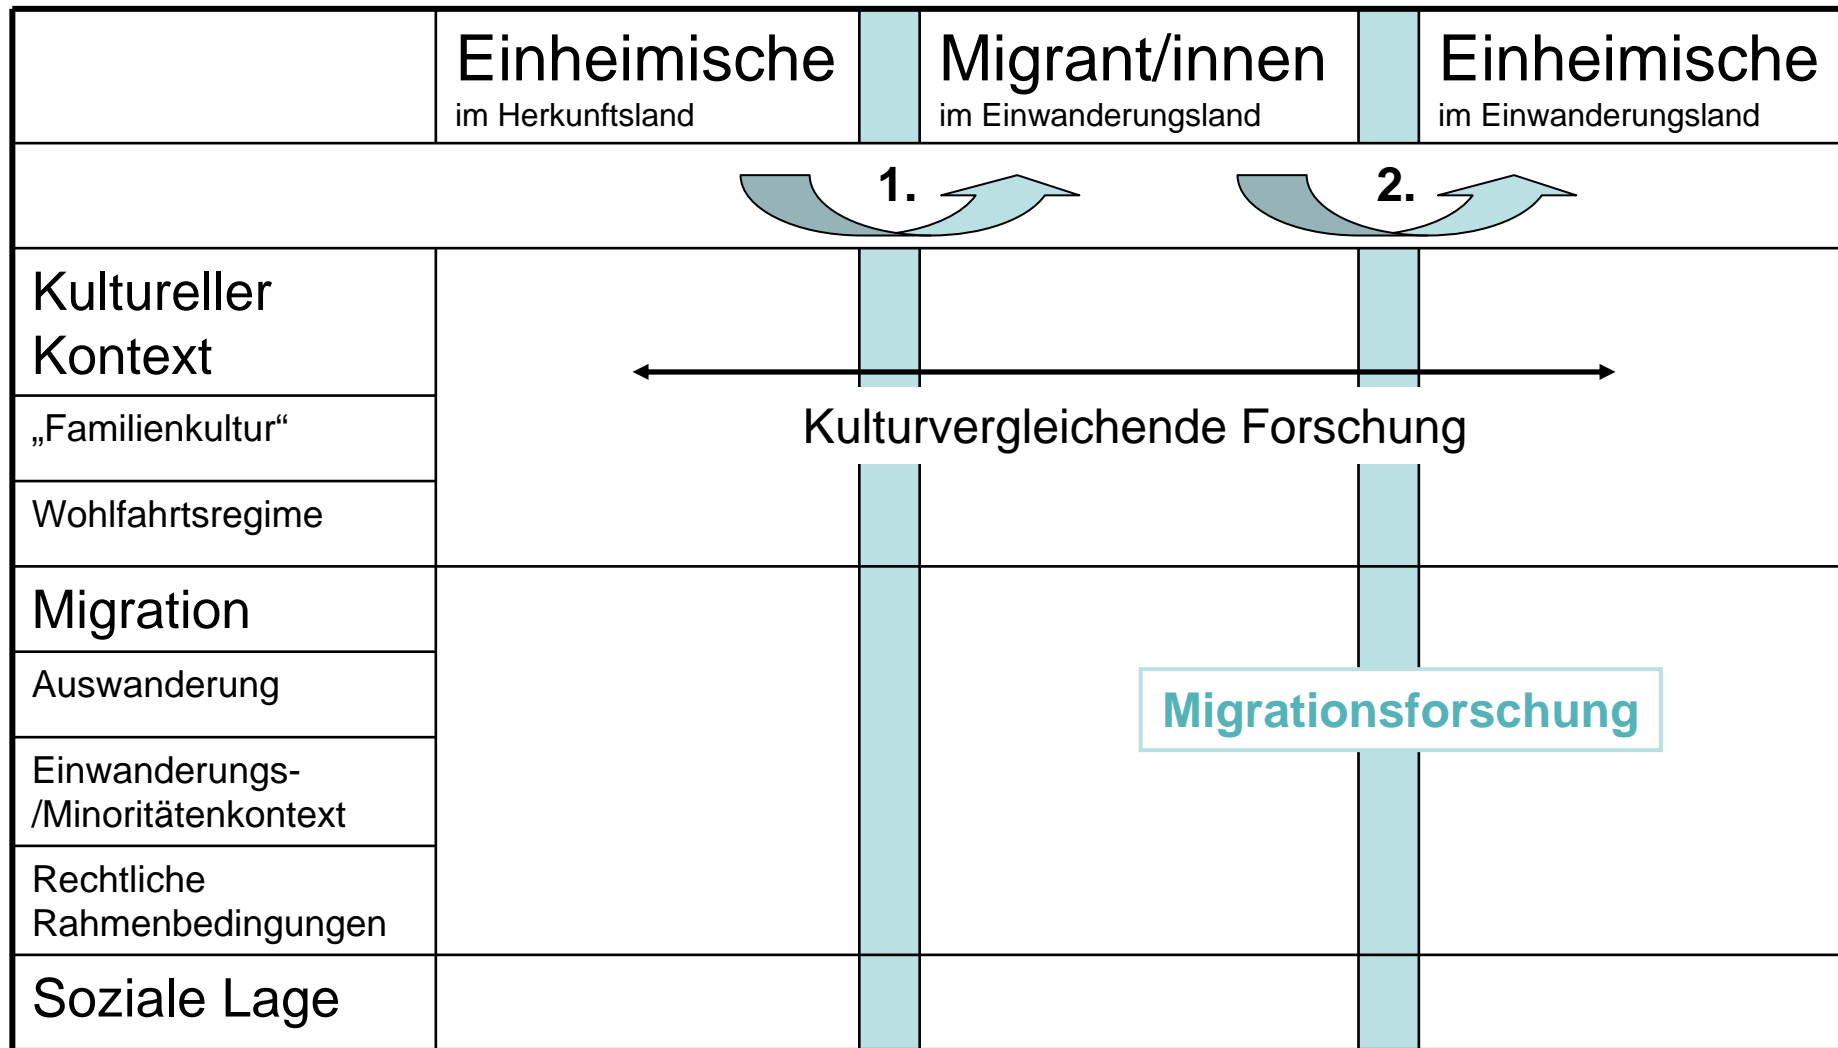 Einheimische
im Herkunftsland
Migrant/innen
im Einwanderungsland
Einheimische
im Einwanderungsland
1.
2.
Kultureller
Kontext
„Familienkultur“
Kulturvergleichende Forschung
Wohlfahrtsregime
Migration
Auswanderung
Migrationsforschung
Einwanderungs-
/Minoritätenkontext
Rechtliche
Rahmenbedingungen
Soziale Lage